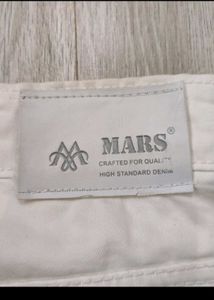 MARS®
CRAFTED FOR QUALITY
HIGH STANDARD DENIM